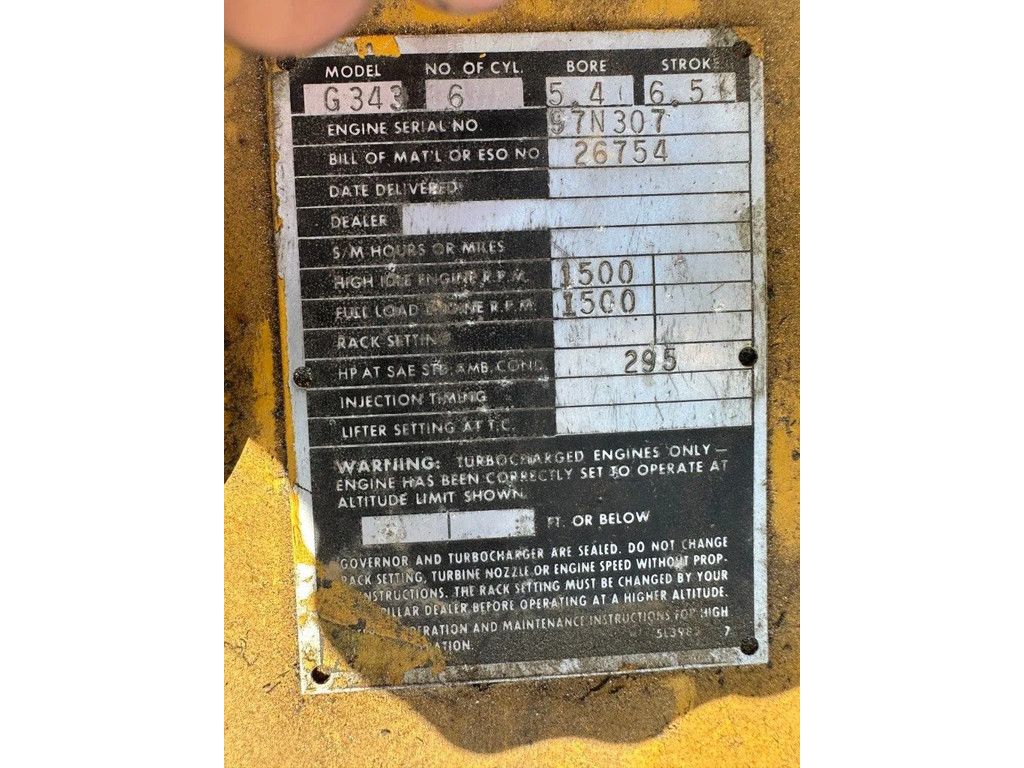 MODEL NO. OF CYL. BORE STROKE
G343 6 5.4 6.5
ENGINE SERIAL NO. 97N307
BILL OF MAT'L OR ESO NO 26754
DATE DELIVERED
DEALER
S/M HOURS OR MILES
HIGH IDLE ENGINE R.P.M. 1500
FULL LOAD ENGINE R.P.M. 1500
RACK SETTING
HP AT SAE STD. AMB. COND. 295
INJECTION TIMING
LIFTER SETTING AT T.C.
WARNING: TURBOCHARGED ENGINES ONLY—
ENGINE HAS BEEN CORRECTLY SET TO OPERATE AT
ALTITUDE LIMIT SHOWN.
FT. OR BELOW
GOVERNOR AND TURBOCHARGER ARE SEALED. DO NOT CHANGE
RACK SETTING, TURBINE NOZZLE OR ENGINE SPEED WITHOUT PROP-
INSTRUCTIONS. THE RACK SETTING MUST BE CHANGED BY YOUR
DEALER BEFORE OPERATING AT A HIGHER ALTITUDE.
AND MAINTENANCE INSTRUCTIONS FOR HIGH
7